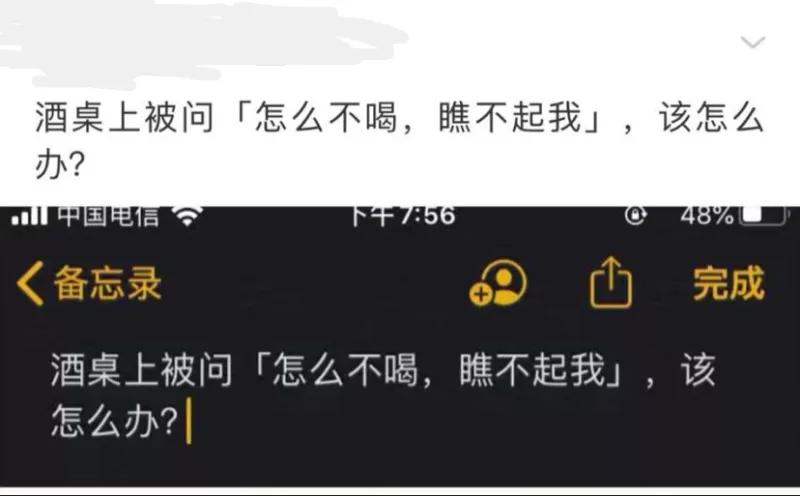 酒桌上被问「怎么不喝，瞧不起我」，该怎么
办？
中国电信 下午7:56 48%
备忘录 完成
酒桌上被问「怎么不喝，瞧不起我」，该
怎么办？